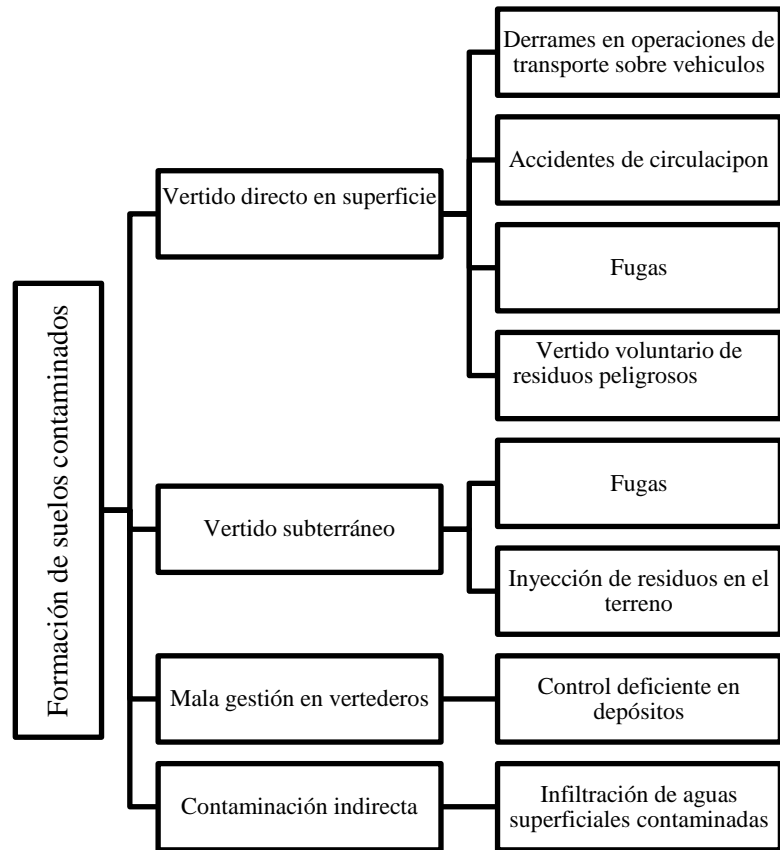 Formación de suelos contaminados
Vertido directo en superficie
Derrames en operaciones de
transporte sobre vehiculos
Accidentes de circulacipon
Fugas
Vertido voluntario de
residuos peligrosos
Vertido subterráneo
Fugas
Inyección de residuos en el
terreno
Mala gestión en vertederos
Control deficiente en
depósitos
Contaminación indirecta
Infiltración de aguas
superficiales contaminadas